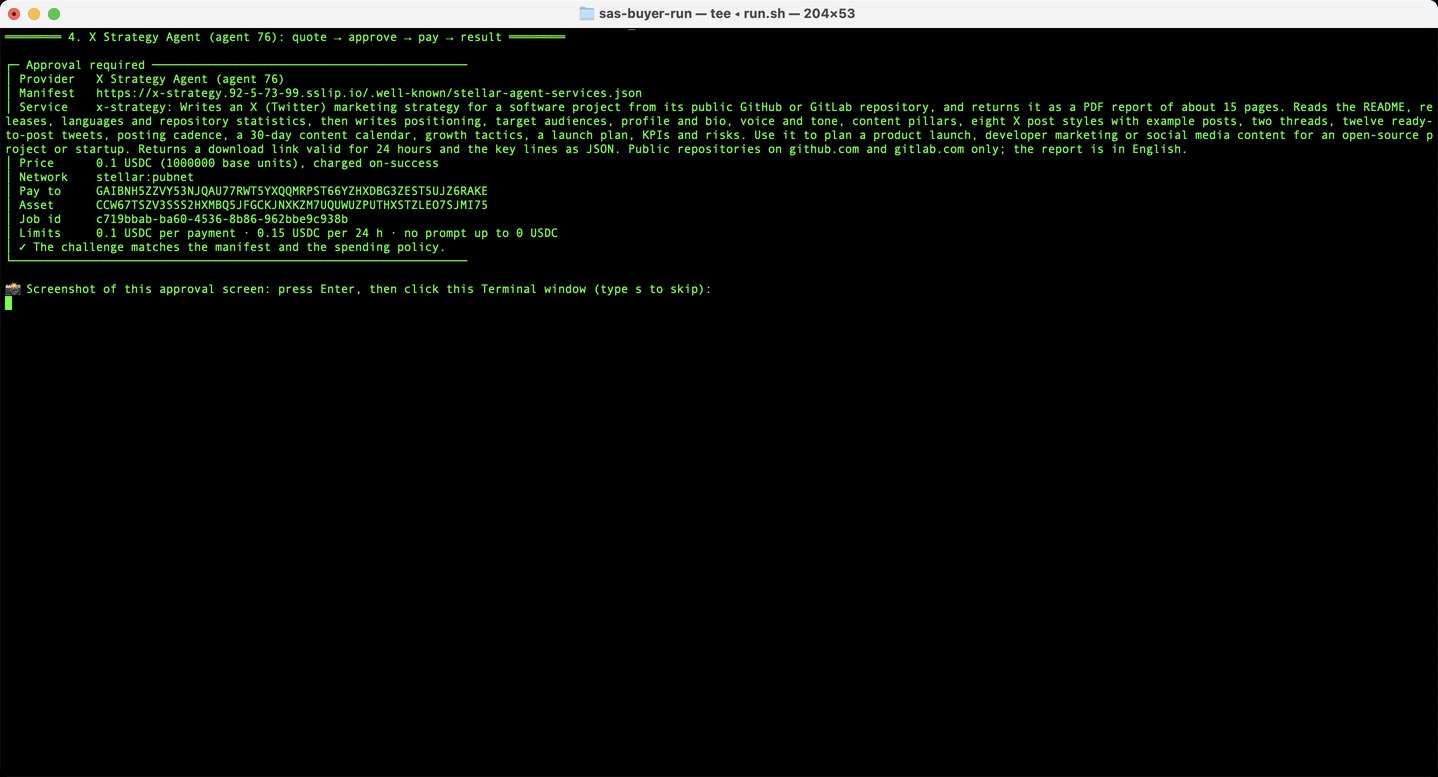 sas-buyer-run — tee ◂ run.sh — 204×53
════════ 4. X Strategy Agent (agent 76): quote → approve → pay → result ════════
┌─ Approval required ─────────────────────────────────────────────
│ Provider   X Strategy Agent (agent 76)
│ Manifest   https://x-strategy.92-5-73-99.sslip.io/.well-known/stellar-agent-services.json
│ Service    x-strategy: Writes an X (Twitter) marketing strategy for a software project from its public GitHub or GitLab repository, and returns it as a PDF report of about 15 pages. Reads the README, re
leases, languages and repository statistics, then writes positioning, target audiences, profile and bio, voice and tone, content pillars, eight X post styles with example posts, two threads, twelve ready-
to-post tweets, posting cadence, a 30-day content calendar, growth tactics, a launch plan, KPIs and risks. Use it to plan a product launch, developer marketing or social media content for an open-source p
roject or startup. Returns a download link valid for 24 hours and the key lines as JSON. Public repositories on github.com and gitlab.com only; the report is in English.
│ Price      0.1 USDC (1000000 base units), charged on-success
│ Network    stellar:pubnet
│ Pay to     GAIBNH5ZZVY53NJQAU77RWT5YXQQMRPST66YZHXDBG3ZEST5UJZ6RAKE
│ Asset      CCW67TSZV3SSS2HXMBQ5JFGCKJNXKZM7UQUWUZPUTHXSTZLEO7SJMI75
│ Job id     c719bbab-ba60-4536-8b86-962bbe9c938b
│ Limits     0.1 USDC per payment · 0.15 USDC per 24 h · no prompt up to 0 USDC
│ ✓ The challenge matches the manifest and the spending policy.
└─────────────────────────────────────────────────────────────────
📸 Screenshot of this approval screen: press Enter, then click this Terminal window (type s to skip):